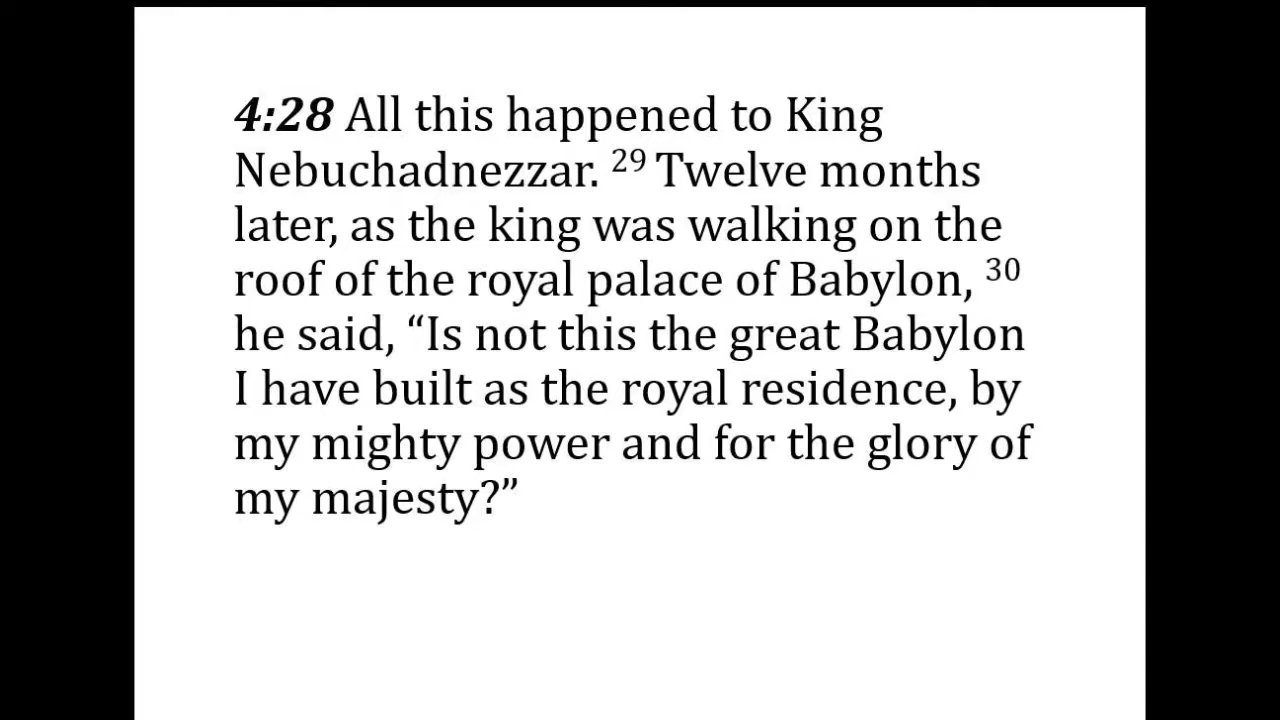 4:28 All this happened to King
Nebuchadnezzar. 29 Twelve months
later, as the king was walking on the
roof of the royal palace of Babylon, 30
he said, “Is not this the great Babylon
I have built as the royal residence, by
my mighty power and for the glory of
my majesty?”